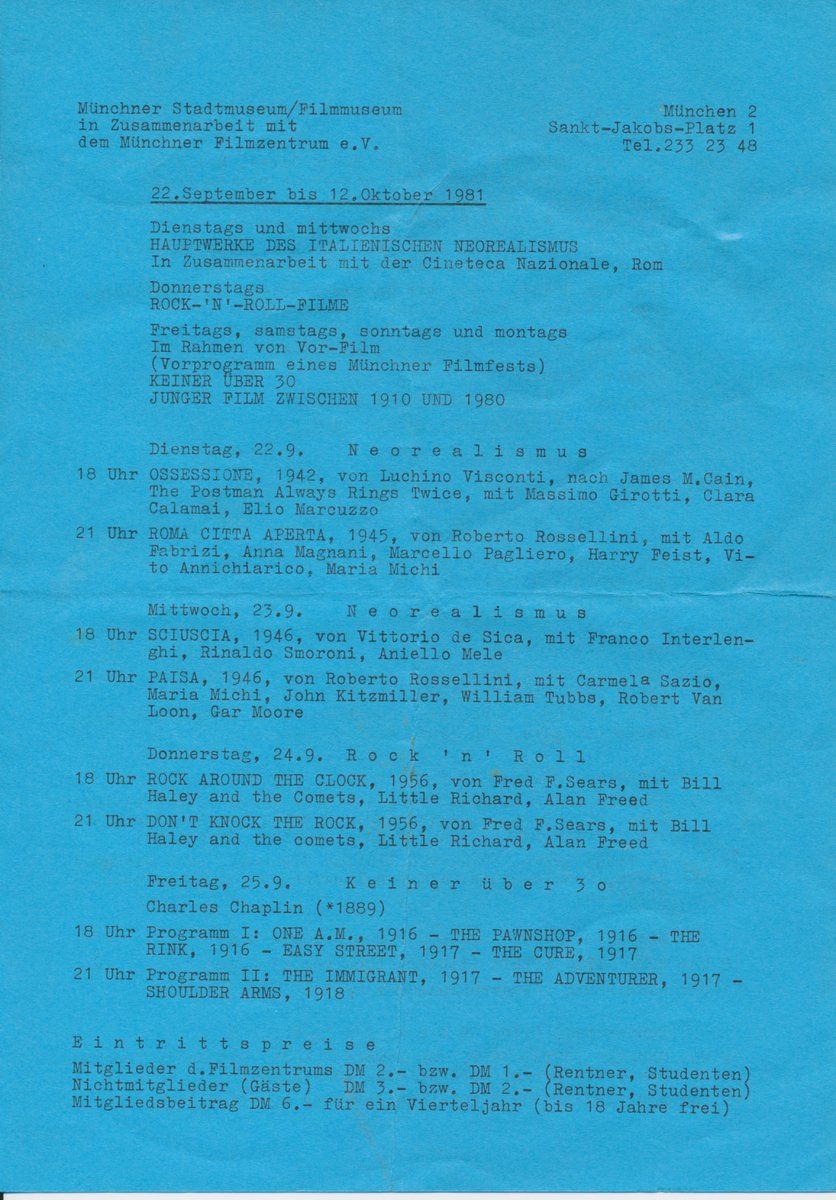 Münchner Stadtmuseum/Filmmuseum
in Zusammenarbeit mit
dem Münchner Filmzentrum e.V.
München 2
Sankt-Jakobs-Platz 1
Tel.233 23 48
22.September bis 12.Oktober 1981
Dienstags und mittwochs
HAUPTWERKE DES ITALIENISCHEN NEOREALISMUS
In Zusammenarbeit mit der Cineteca Nazionale, Rom
Donnerstags
ROCK-'N'-ROLL-FILME
Freitags, samstags, sonntags und montags
Im Rahmen von Vor-Film
(Vorprogramm eines Münchner Filmfests)
KEINER ÜBER 30
JUNGER FILM ZWISCHEN 1910 UND 1980
Dienstag, 22.9. N e o r e a l i s m u s
18 Uhr OSSESSIONE, 1942, von Luchino Visconti, nach James M.Cain,
The Postman Always Rings Twice, mit Massimo Girotti, Clara
Calamai, Elio Marcuzzo
21 Uhr ROMA CITTA APERTA, 1945, von Roberto Rossellini, mit Aldo
Fabrizi, Anna Magnani, Marcello Pagliero, Harry Feist, Vi-
to Annichiarico, Maria Michi
Mittwoch, 23.9. N e o r e a l i s m u s
18 Uhr SCIUSCIA, 1946, von Vittorio de Sica, mit Franco Interlen-
ghi, Rinaldo Smoroni, Aniello Mele
21 Uhr PAISA, 1946, von Roberto Rossellini, mit Carmela Sazio,
Maria Michi, John Kitzmiller, William Tubbs, Robert Van
Loon, Gar Moore
Donnerstag, 24.9. R o c k ' n ' R o l l
18 Uhr ROCK AROUND THE CLOCK, 1956, von Fred F.Sears, mit Bill
Haley and the Comets, Little Richard, Alan Freed
21 Uhr DON'T KNOCK THE ROCK, 1956, von Fred F.Sears, mit Bill
Haley and the comets, Little Richard, Alan Freed
Freitag, 25.9. K e i n e r ü b e r 3 o
Charles Chaplin (*1889)
18 Uhr Programm I: ONE A.M., 1916 - THE PAWNSHOP, 1916 - THE
RINK, 1916 - EASY STREET, 1917 - THE CURE, 1917
21 Uhr Programm II: THE IMMIGRANT, 1917 - THE ADVENTURER, 1917 -
SHOULDER ARMS, 1918
E i n t r i t t s p r e i s e
Mitglieder d.Filmzentrums DM 2.- bzw. DM 1.- (Rentner, Studenten)
Nichtmitglieder (Gäste) DM 3.- bzw. DM 2.- (Rentner, Studenten)
Mitgliedsbeitrag DM 6.- für ein Vierteljahr (bis 18 Jahre frei)